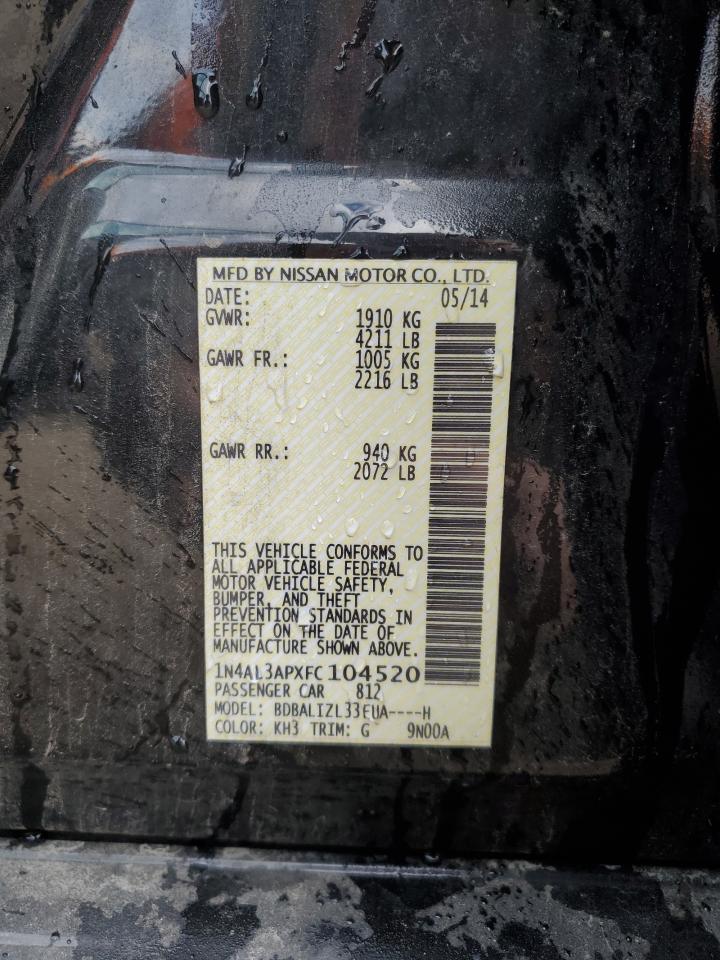 MFD BY NISSAN MOTOR CO., LTD.
DATE: 05/14
GVWR: 1910 KG
4211 LB
GAWR FR.: 1005 KG
2216 LB
GAWR RR.: 940 KG
2072 LB
THIS VEHICLE CONFORMS TO
ALL APPLICABLE FEDERAL
MOTOR VEHICLE SAFETY,
BUMPER, AND THEFT
PREVENTION STANDARDS IN
EFFECT ON THE DATE OF
MANUFACTURE SHOWN ABOVE.
1N4AL3APXFC104520
PASSENGER CAR 812
MODEL: BDBALIZL33EUA----H
COLOR: KH3 TRIM: G 9N00A